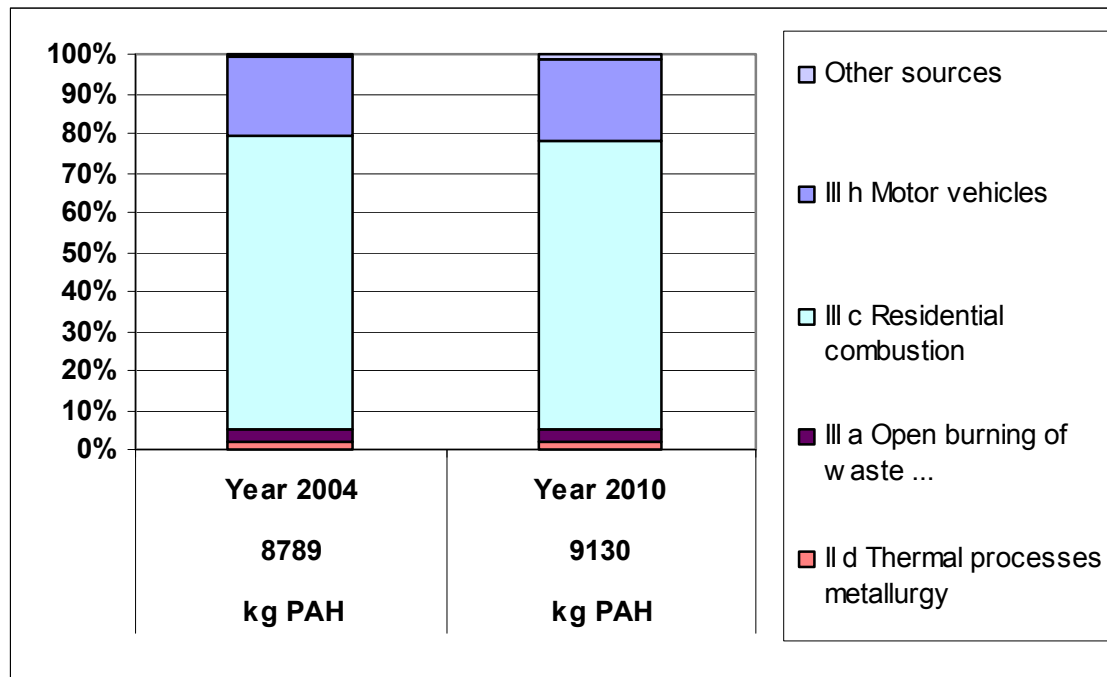 100%
90%
80%
70%
60%
50%
40%
30%
20%
10%
0%
Year 2004
Year 2010
8789
9130
kg PAH
kg PAH
Other sources
III h Motor vehicles
III c Residential
combustion
III a Open burning of
waste ...
II d Thermal processes
metallurgy